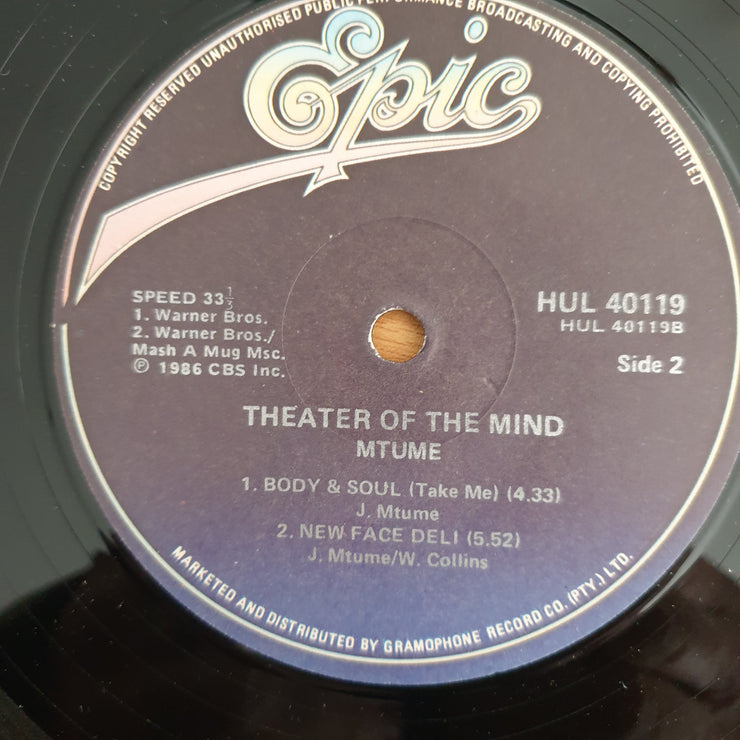 COPYRIGHT RESERVED UNAUTHORISED PUBLIC PERFORMANCE BROADCASTING AND COPYING PROHIBITED
Epic
SPEED 33 1/3
1. Warner Bros.
2. Warner Bros./
Mash A Mug Msc.
℗ 1986 CBS Inc.
HUL 40119
HUL 40119B
Side 2
THEATER OF THE MIND
MTUME
1. BODY & SOUL (Take Me) (4.33)
J. Mtume
2. NEW FACE DELI (5.52)
J. Mtume/W. Collins
MARKETED AND DISTRIBUTED BY GRAMOPHONE RECORD CO. (PTY.) LTD.